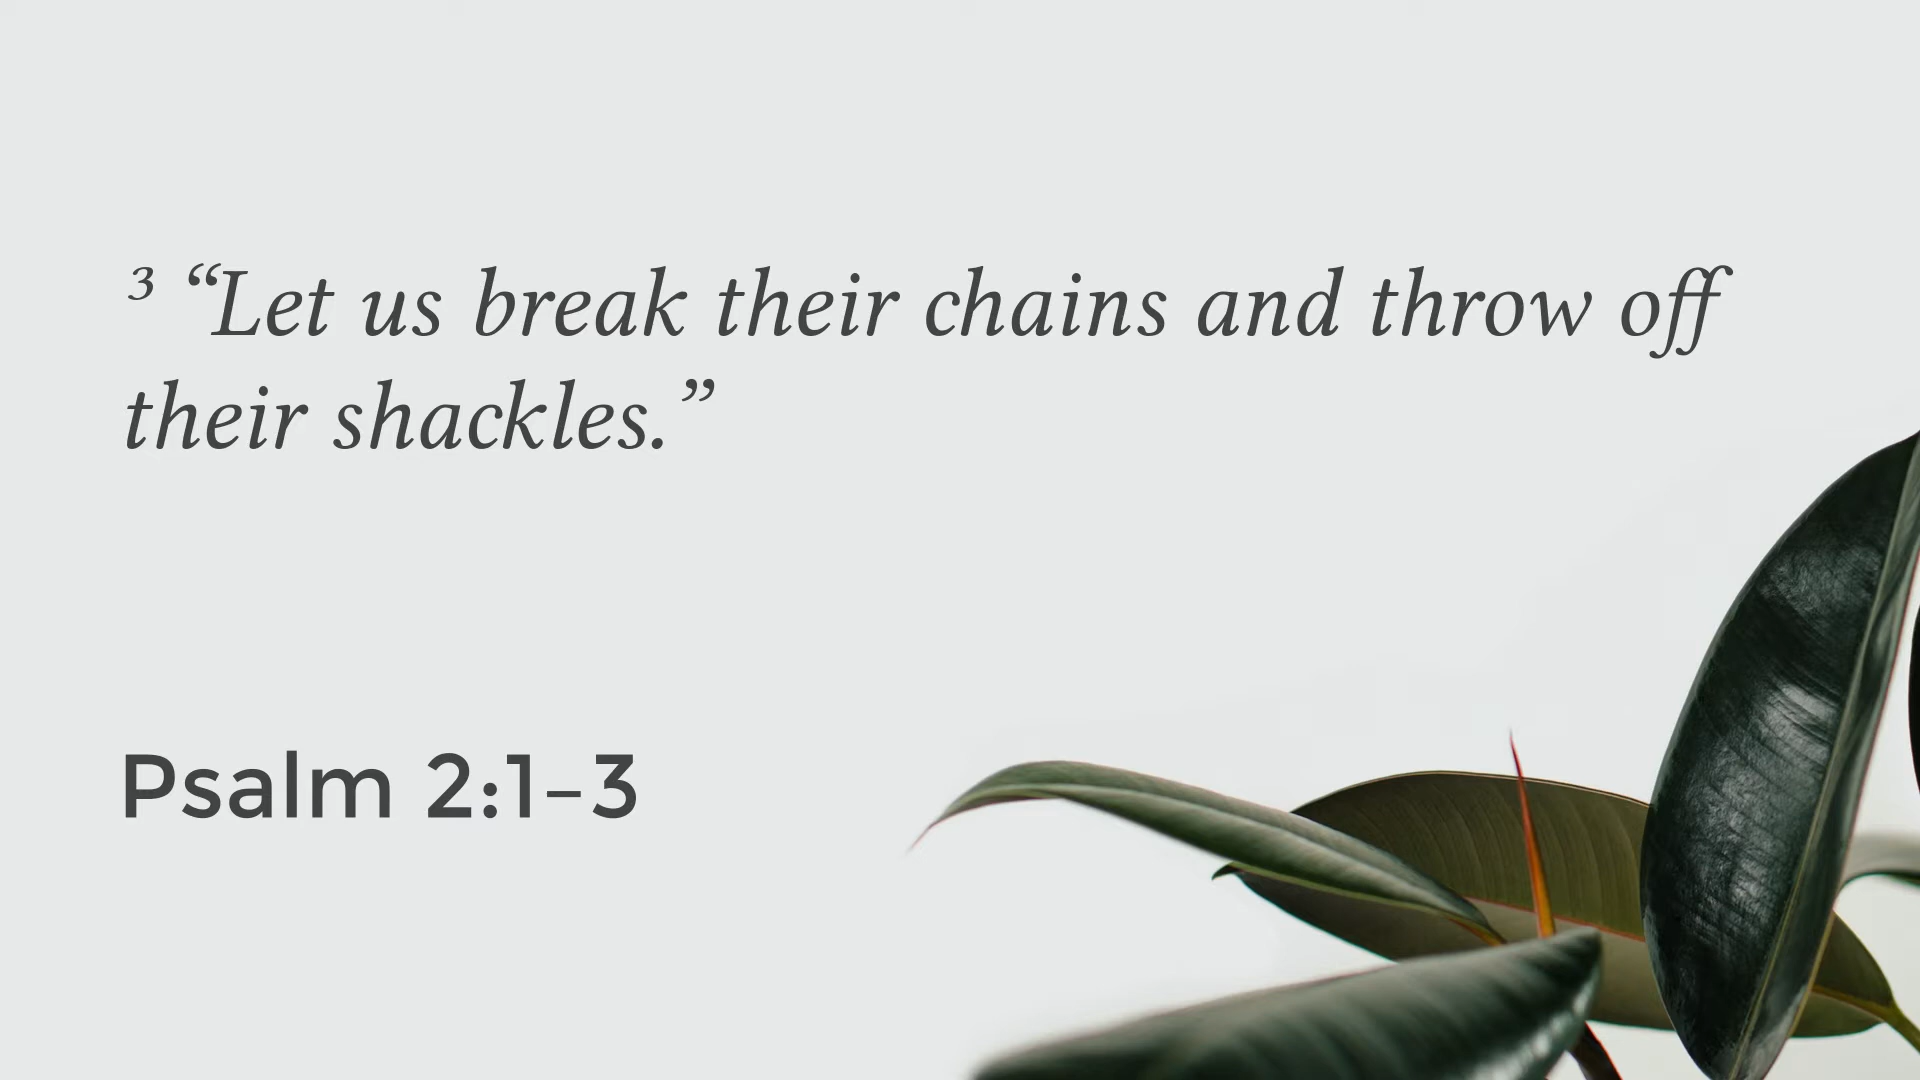 ³ “Let us break their chains and throw off
their shackles.”
Psalm 2:1–3